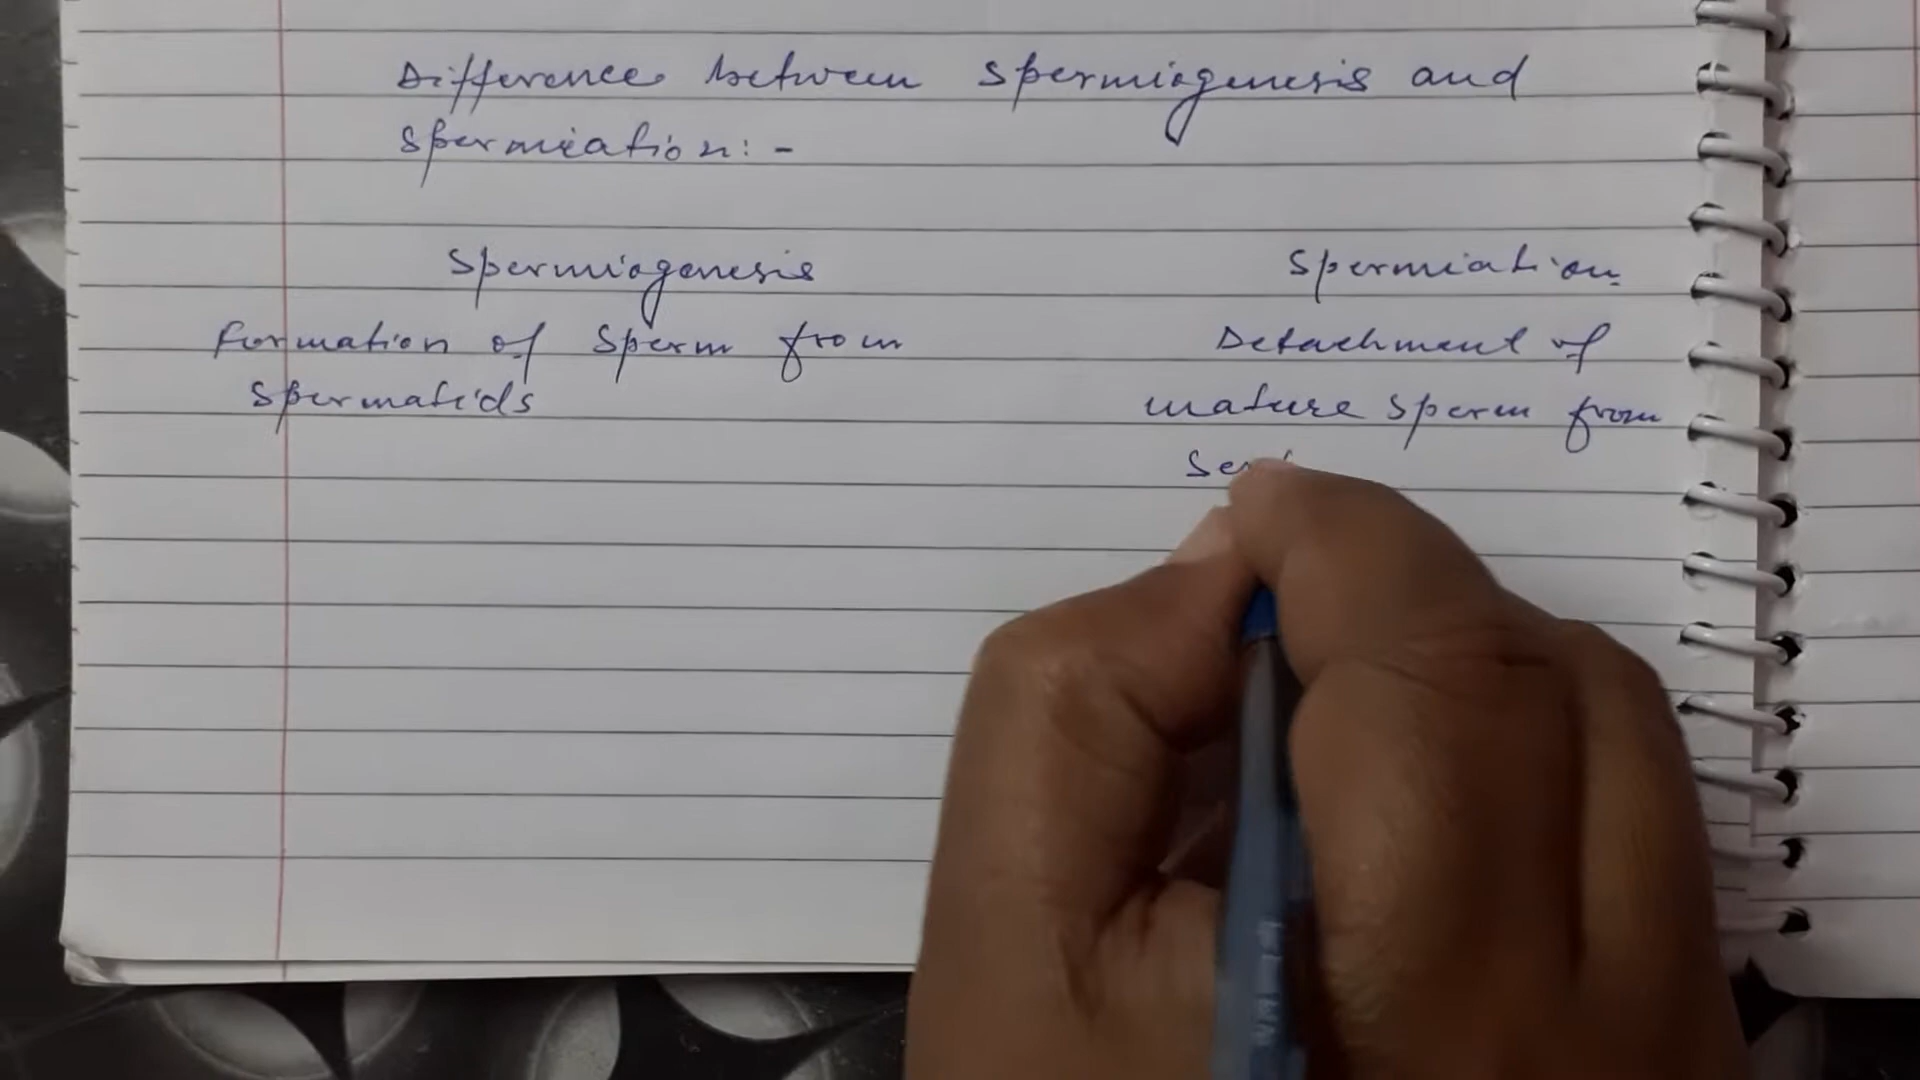 Difference between spermiogenesis and
spermiation:-
Spermiogenesis
Spermiation
Formation of sperm from
spermatids
Detachment of
mature sperm from